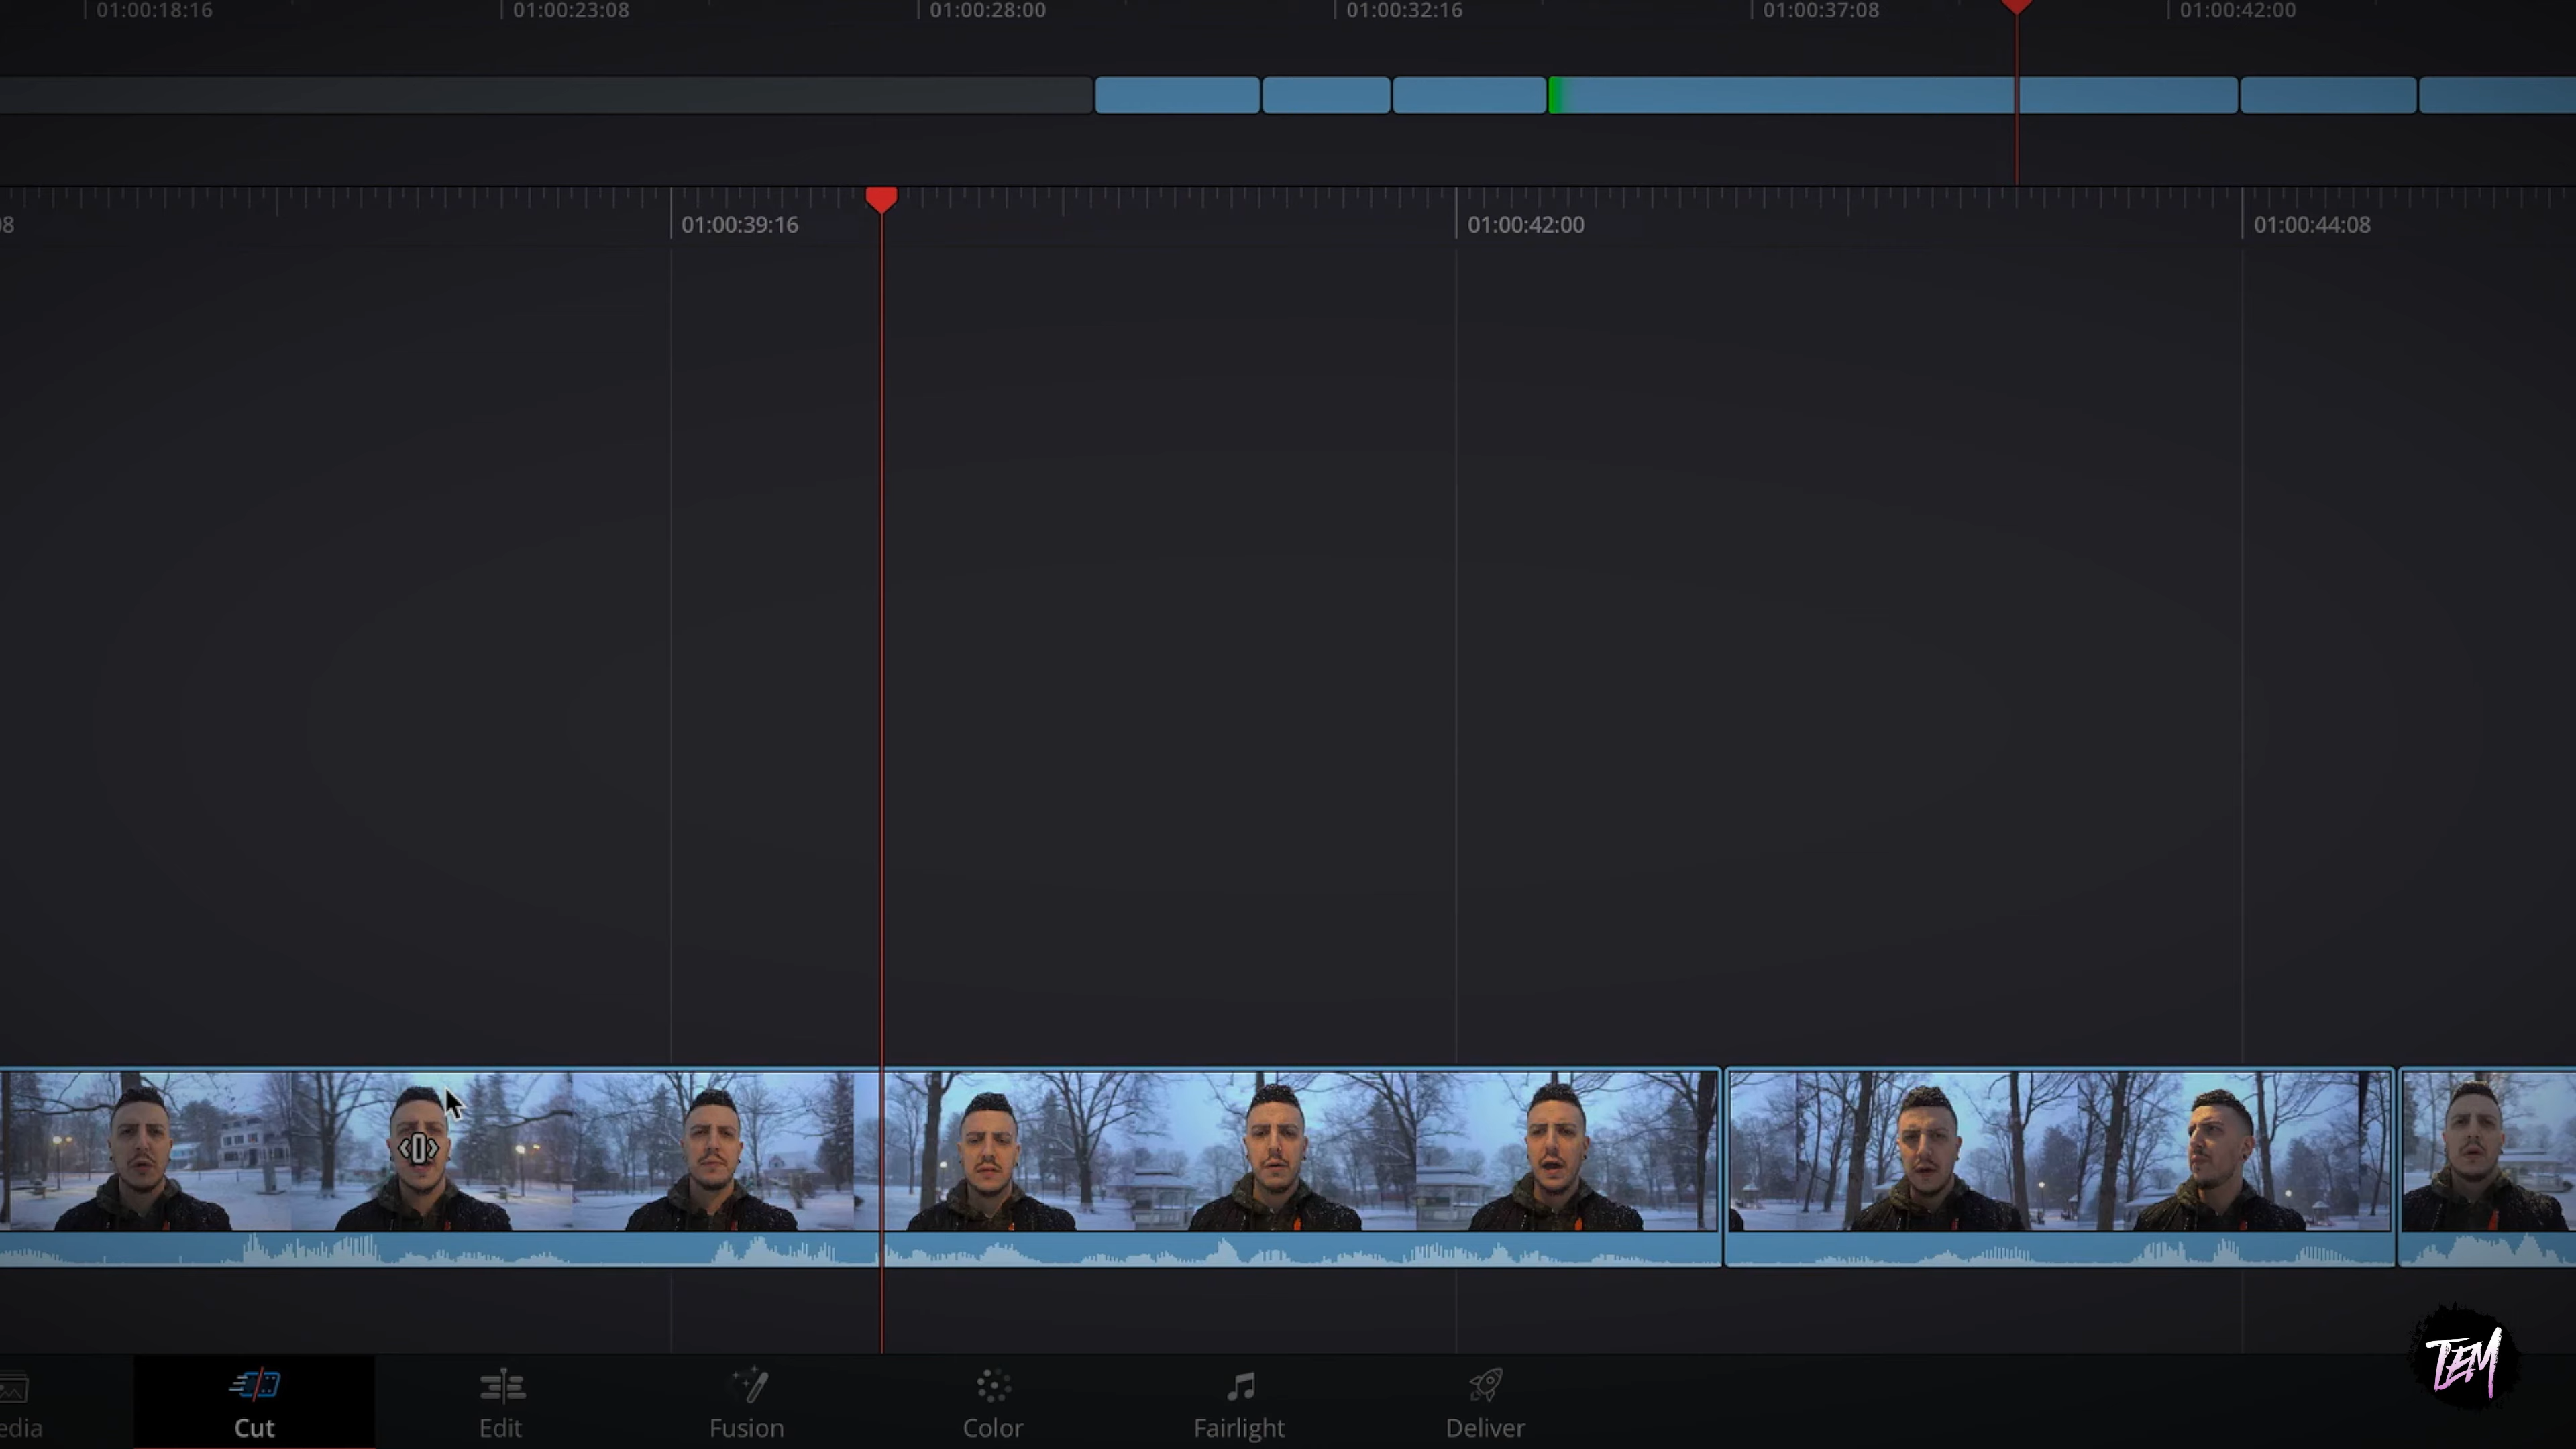 01:00:18:16 01:00:23:08 01:00:28:00 01:00:32:16 01:00:37:08 01:00:42:00
08 01:00:39:16 01:00:42:00 01:00:44:08
edia Cut Edit Fusion Color Fairlight Deliver
TEM